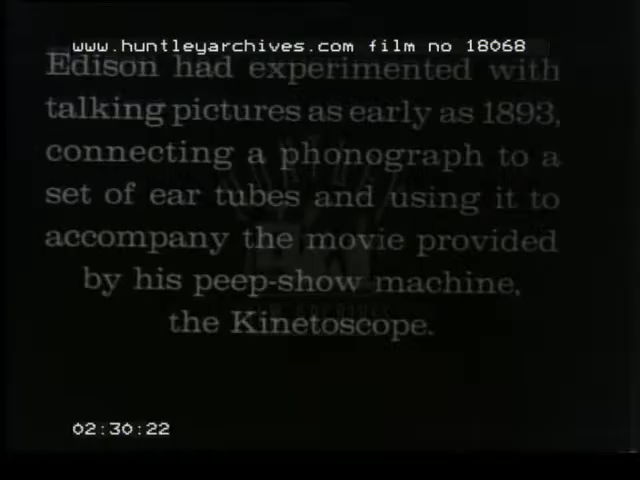 www.huntleyarchives.com film no 18068
Edison had experimented with
talking pictures as early as 1893,
connecting a phonograph to a
set of ear tubes and using it to
accompany the movie provided
by his peep-show machine,
the Kinetoscope.
02:30:22